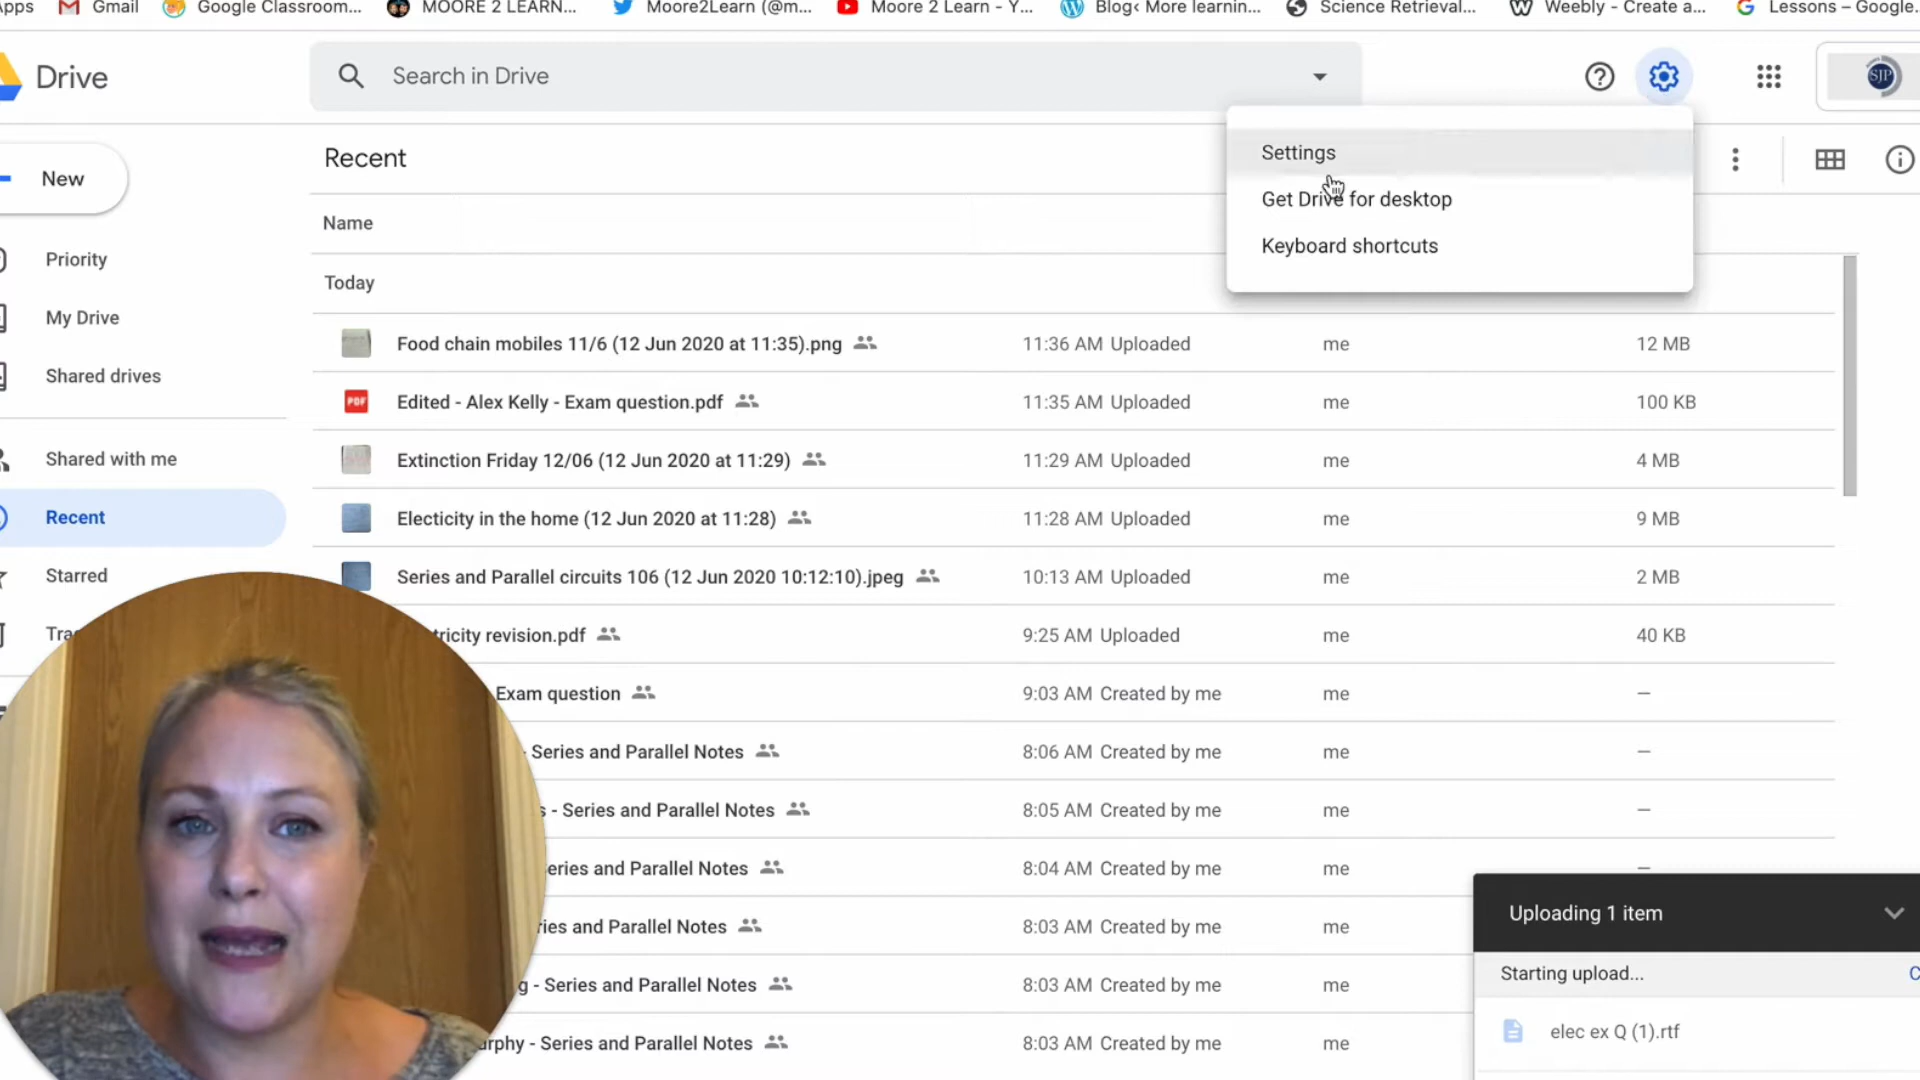 Apps Gmail Google Classroom... MOORE 2 LEARN... Moore2Learn (@m... Moore 2 Learn - Y... Blog‹ More learnin... Science Retrieval... Weebly - Create a... Lessons – Google
Drive
Search in Drive
SJP
New
Recent
Settings
Get Drive for desktop
Keyboard shortcuts
Name
Priority
Today
My Drive
Food chain mobiles 11/6 (12 Jun 2020 at 11:35).png 11:36 AM Uploaded me 12 MB
Shared drives
PDF Edited - Alex Kelly - Exam question.pdf 11:35 AM Uploaded me 100 KB
Shared with me
Extinction Friday 12/06 (12 Jun 2020 at 11:29) 11:29 AM Uploaded me 4 MB
Recent
Electicity in the home (12 Jun 2020 at 11:28) 11:28 AM Uploaded me 9 MB
Starred
Series and Parallel circuits 106 (12 Jun 2020 10:12:10).jpeg 10:13 AM Uploaded me 2 MB
revision.pdf 9:25 AM Uploaded me 40 KB
Exam question 9:03 AM Created by me me —
- Series and Parallel Notes 8:06 AM Created by me me —
s - Series and Parallel Notes 8:05 AM Created by me me —
eries and Parallel Notes 8:04 AM Created by me me —
ries and Parallel Notes 8:03 AM Created by me me
g - Series and Parallel Notes 8:03 AM Created by me me
urphy - Series and Parallel Notes 8:03 AM Created by me me
Uploading 1 item
Starting upload...
elec ex Q (1).rtf